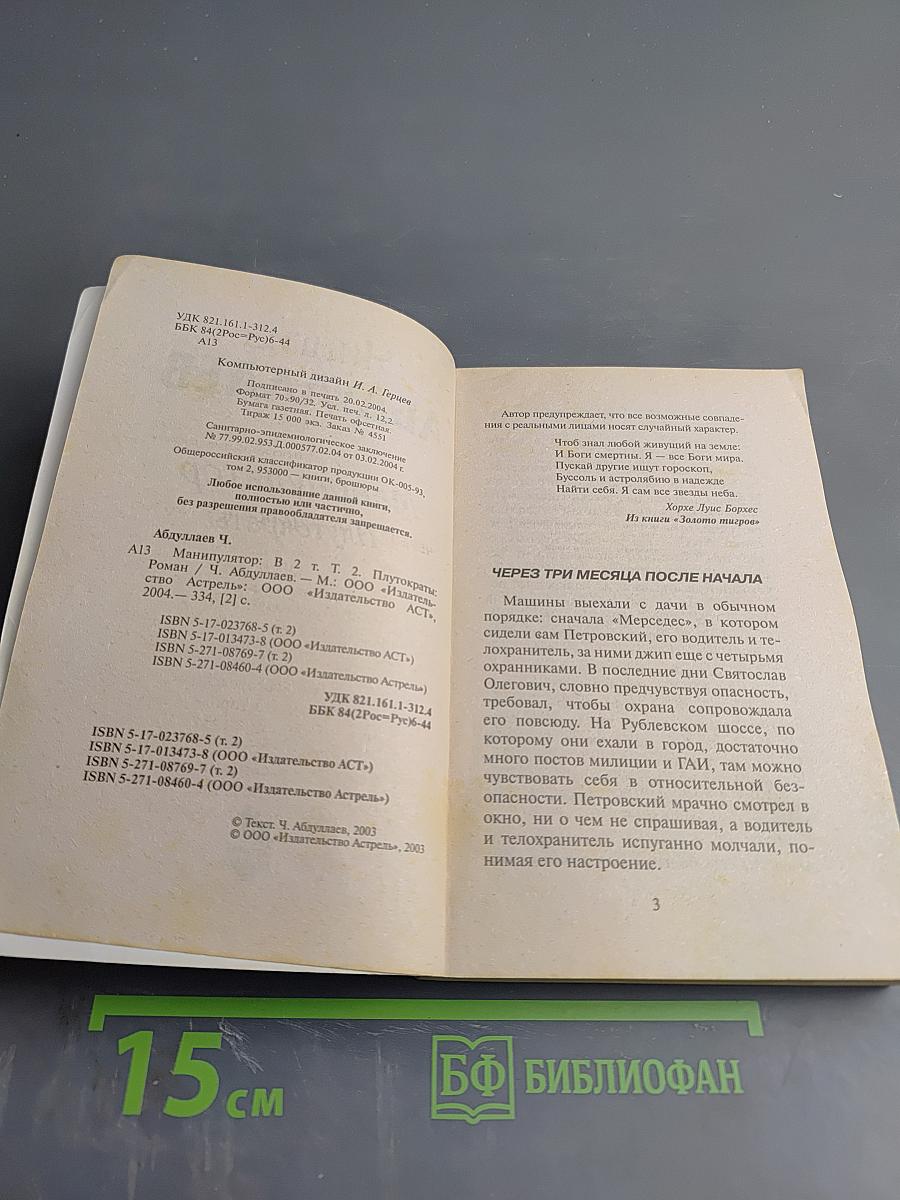 УДК 821.161.1-312.4
ББК 84(2Рос=Рус)6-44
А13
Компьютерный дизайн И. А. Герцев
Подписано в печать 20.02.2004.
Формат 70×90/32. Усл. печ. л. 12,2.
Бумага газетная. Печать офсетная.
Тираж 15 000 экз. Заказ № 4551
Санитарно-эпидемиологическое заключение
№ 77.99.02.953.Д.000577.02.04 от 03.02.2004 г.
Общероссийский классификатор продукции ОК-005-93,
том 2, 953000 — книги, брошюры
Любое использование данной книги,
полностью или частично,
без разрешения правообладателя запрещается.
Абдуллаев Ч.
А13 Манипулятор: В 2 т. Т. 2. Плутократы:
Роман / Ч. Абдуллаев. — М.: ООО «Издатель-
ство Астрель»: ООО «Издательство АСТ»,
2004.— 334, [2] с.
ISBN 5-17-023768-5 (т. 2)
ISBN 5-17-013473-8 (ООО «Издательство АСТ»)
ISBN 5-271-08769-7 (т. 2)
ISBN 5-271-08460-4 (ООО «Издательство Астрель»)
УДК 821.161.1-312.4
ББК 84(2Рос=Рус)6-44
ISBN 5-17-023768-5 (т. 2)
ISBN 5-17-013473-8 (ООО «Издательство АСТ»)
ISBN 5-271-08769-7 (т. 2)
ISBN 5-271-08460-4 (ООО «Издательство Астрель»)
© Текст. Ч. Абдуллаев, 2003
© ООО «Издательство Астрель», 2003
Автор предупреждает, что все возможные совпаде-
ния с реальными лицами носят случайный характер.
Чтоб знал любой живущий на земле:
И Боги смертны. Я — все Боги мира.
Пускай другие ищут гороскоп,
Буссоль и астролябию в надежде
Найти себя. Я сам все звезды неба.
Хорхе Луис Борхес
Из книги «Золото тигров»
ЧЕРЕЗ ТРИ МЕСЯЦА ПОСЛЕ НАЧАЛА
Машины выехали с дачи в обычном
порядке: сначала «Мерседес», в котором
сидели сам Петровский, его водитель и те-
лохранитель, за ними джип еще с четырьмя
охранниками. В последние дни Святослав
Олегович, словно предчувствуя опасность,
требовал, чтобы охрана сопровождала
его повсюду. На Рублевском шоссе, по
которому они ехали в город, достаточно
много постов милиции и ГАИ, там можно
чувствовать себя в относительной без-
опасности. Петровский мрачно смотрел в
окно, ни о чем не спрашивая, а водитель
и телохранитель испуганно молчали, по-
нимая его настроение.
3
15 см
БФ БИБЛИОФАН